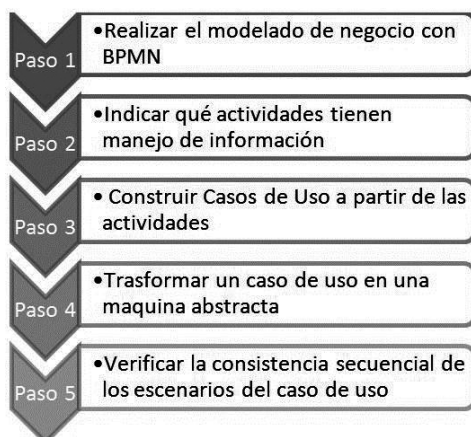 Paso 1
•Realizar el modelado de negocio con
BPMN
Paso 2
•Indicar qué actividades tienen
manejo de información
Paso 3
• Construir Casos de Uso a partir de las
actividades
Paso 4
•Trasformar un caso de uso en una
maquina abstracta
Paso 5
•Verificar la consistencia secuencial de
los escenarios del caso de uso